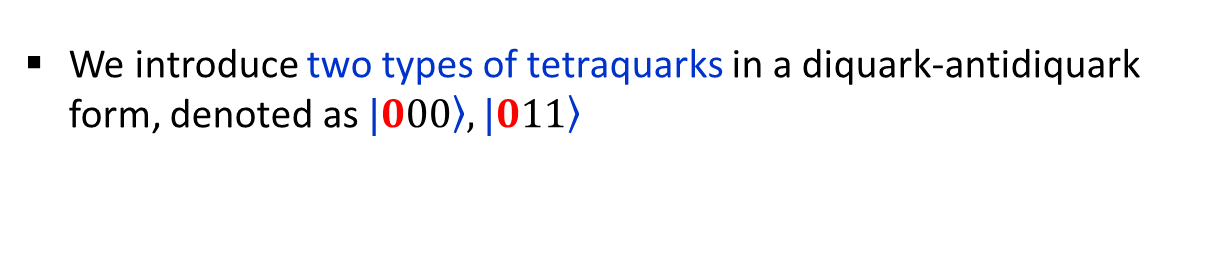 ▪ We introduce two types of tetraquarks in a diquark-antidiquark
form, denoted as |000⟩, |011⟩